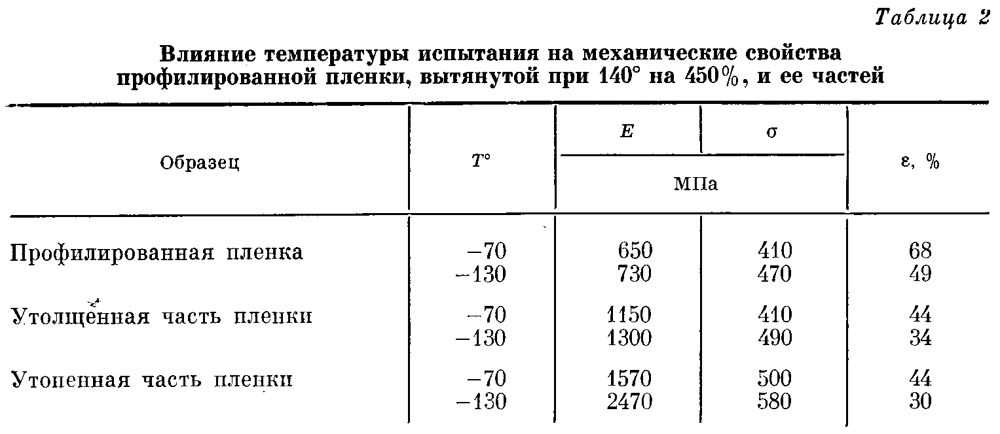 Таблица 2
Влияние температуры испытания на механические свойства
профилированной пленки, вытянутой при 140° на 450%, и ее частей
Образец T° E σ ε, %
МПа
Профилированная пленка −70 650 410 68
−130 730 470 49
Утолщённая часть пленки −70 1150 410 44
−130 1300 490 34
Утоненная часть пленки −70 1570 500 44
−130 2470 580 30